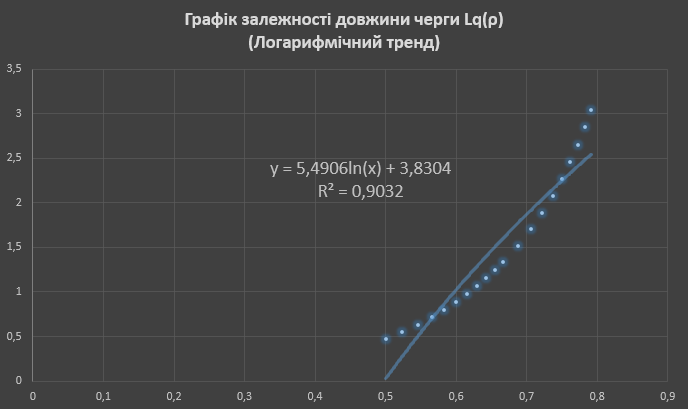 Графік залежності довжини черги Lq(ρ)
(Логарифмічний тренд)
3,5
3
2,5
2
1,5
1
0,5
0
y = 5,4906ln(x) + 3,8304
R² = 0,9032
0 0,1 0,2 0,3 0,4 0,5 0,6 0,7 0,8 0,9